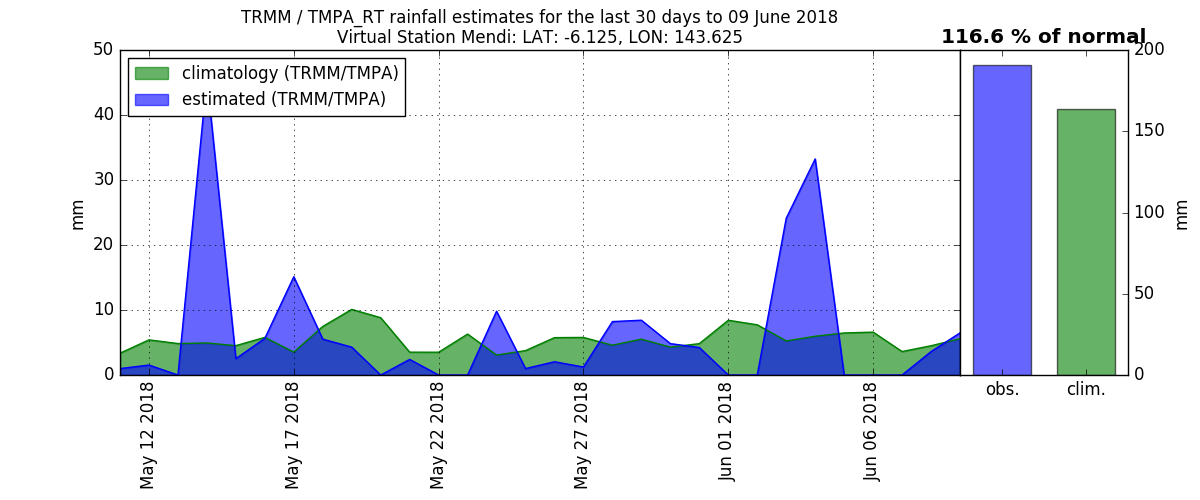 TRMM / TMPA_RT rainfall estimates for the last 30 days to 09 June 2018
Virtual Station Mendi: LAT: -6.125, LON: 143.625
116.6 % of normal
climatology (TRMM/TMPA)
estimated (TRMM/TMPA)
50
40
30
20
10
0
mm
May 12 2018
May 17 2018
May 22 2018
May 27 2018
Jun 01 2018
Jun 06 2018
200
150
100
50
0
mm
obs.
clim.